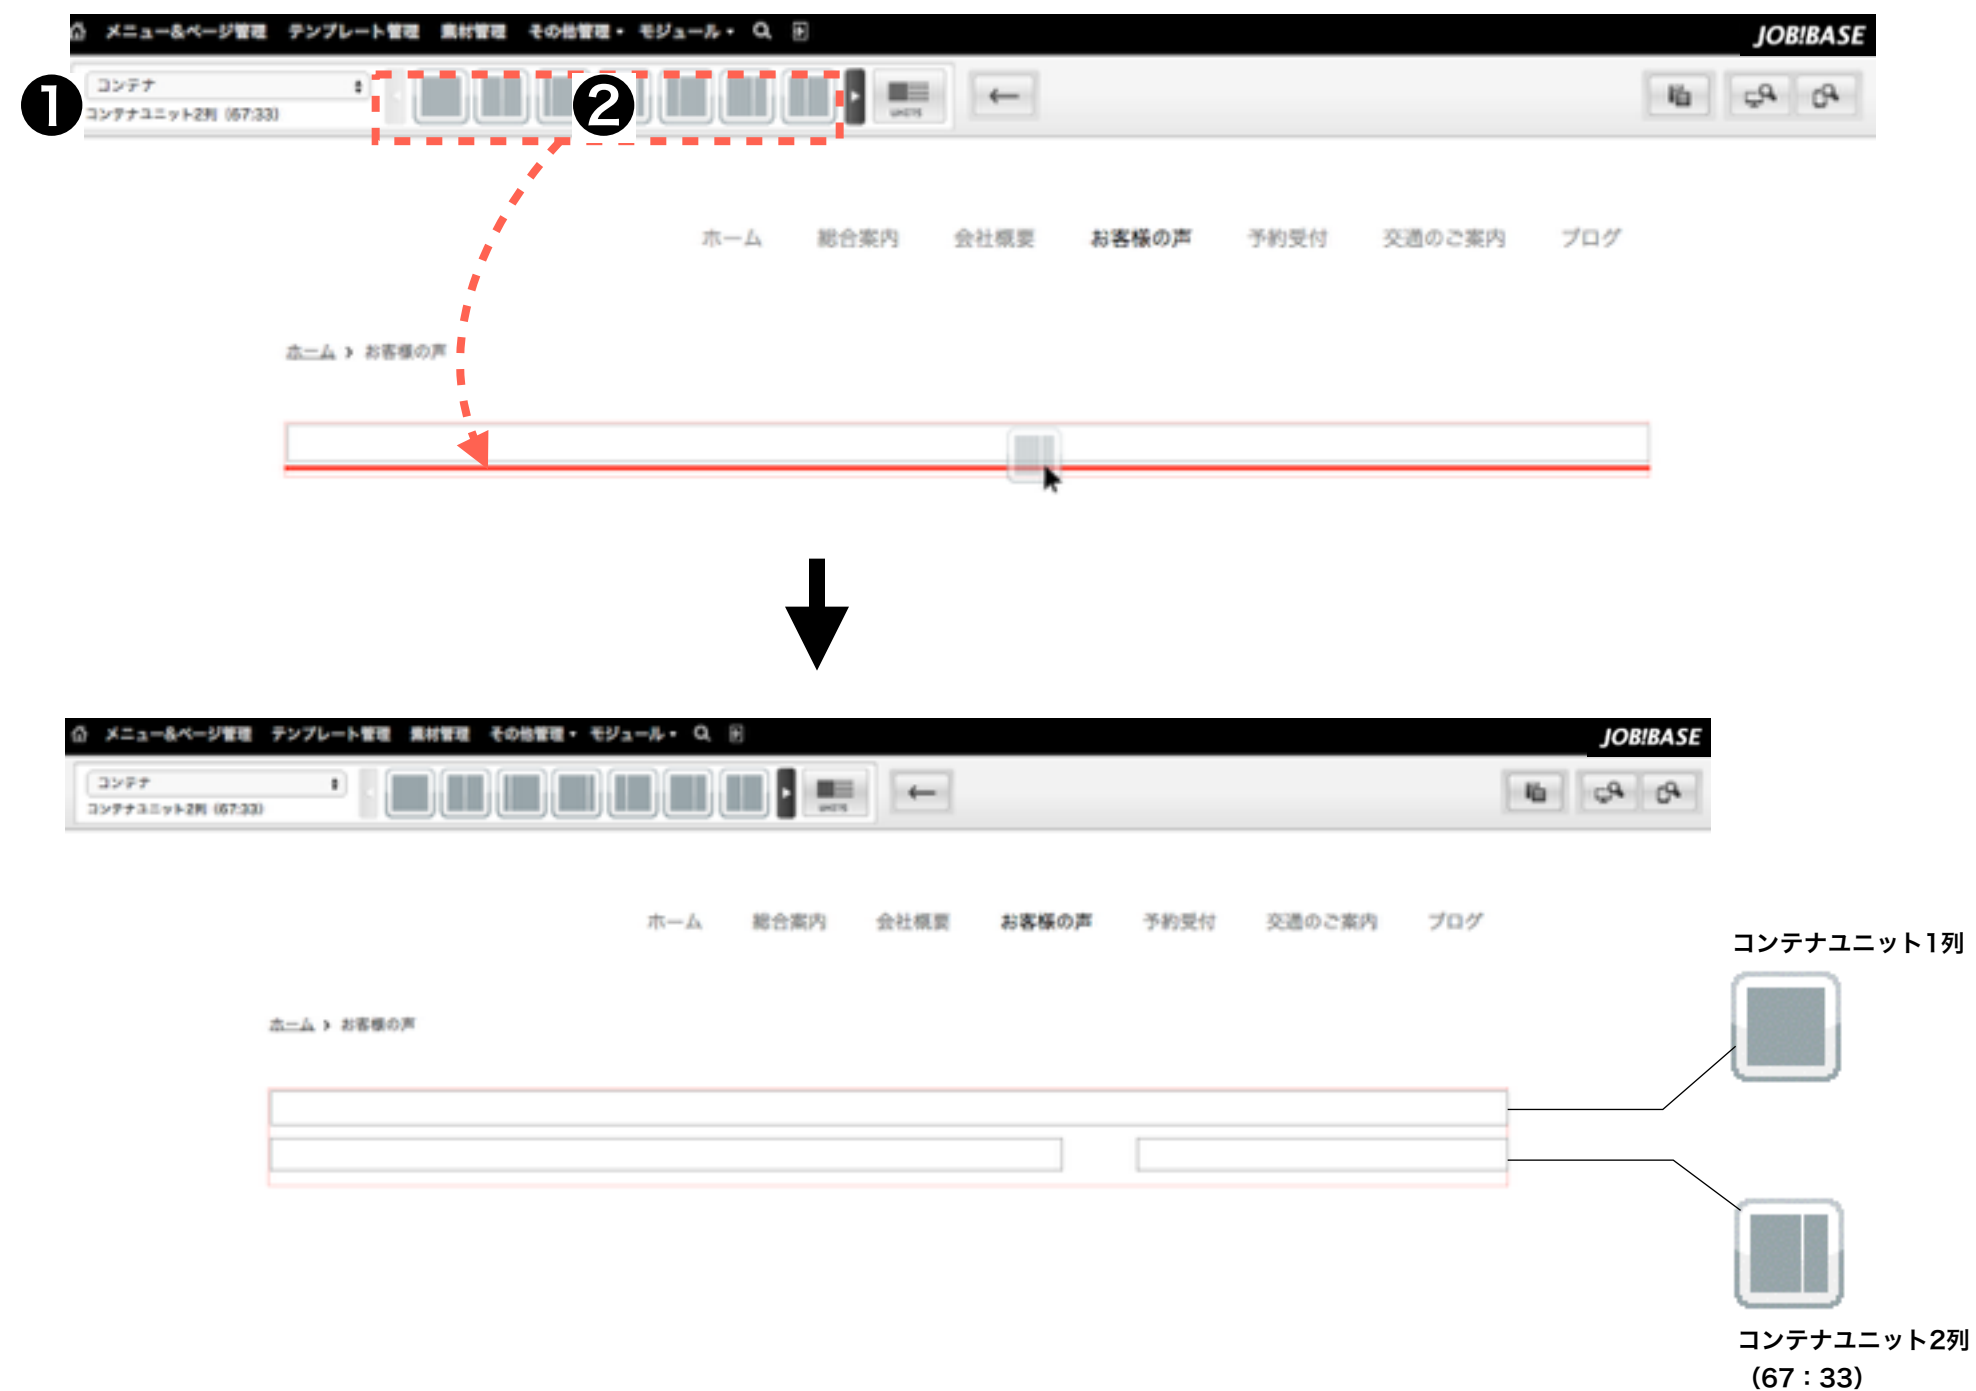 メニュー&ページ管理 テンプレート管理 素材管理 その他管理 モジュール JOB!BASE
❶ コンテナ
コンテナユニット2列 (67:33)
❷
UNITS
ホーム 総合案内 会社概要 お客様の声 予約受付 交通のご案内 ブログ
ホーム › お客様の声
メニュー&ページ管理 テンプレート管理 素材管理 その他管理 モジュール JOB!BASE
コンテナ
コンテナユニット2列 (67:33)
UNITS
ホーム 総合案内 会社概要 お客様の声 予約受付 交通のご案内 ブログ
ホーム › お客様の声
コンテナユニット1列
コンテナユニット2列
（67：33）